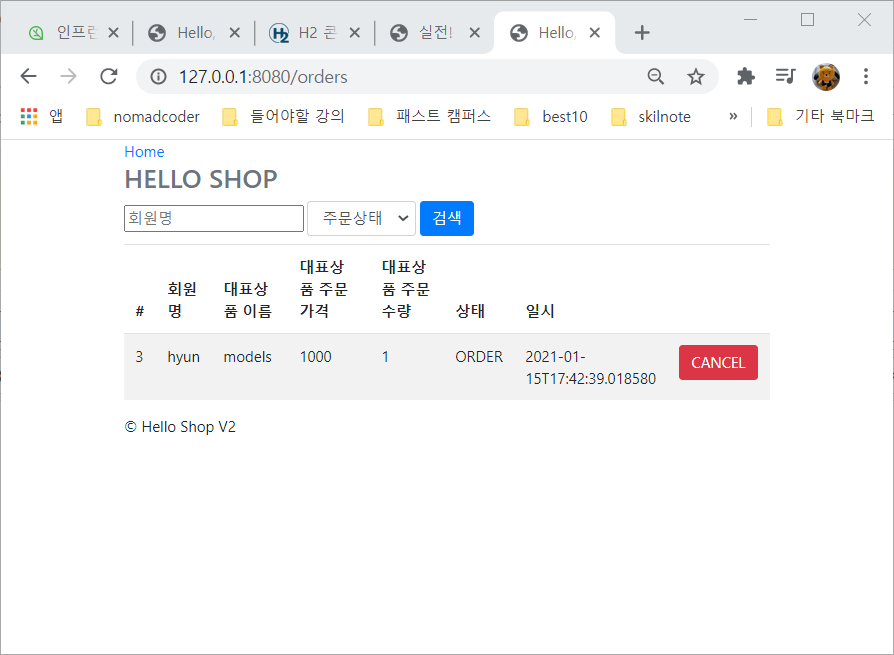 인프런
Hello,
H2 콘
실전!
Hello,
127.0.0.1:8080/orders
앱
nomadcoder
들어야할 강의
패스트 캠퍼스
best10
skilnote
»
기타 북마크
Home
HELLO SHOP
회원명
주문상태
검색
#
회원
명
대표상
품 이름
대표상
품 주문
가격
대표상
품 주문
수량
상태
일시
3
hyun
models
1000
1
ORDER
2021-01-
15T17:42:39.018580
CANCEL
© Hello Shop V2